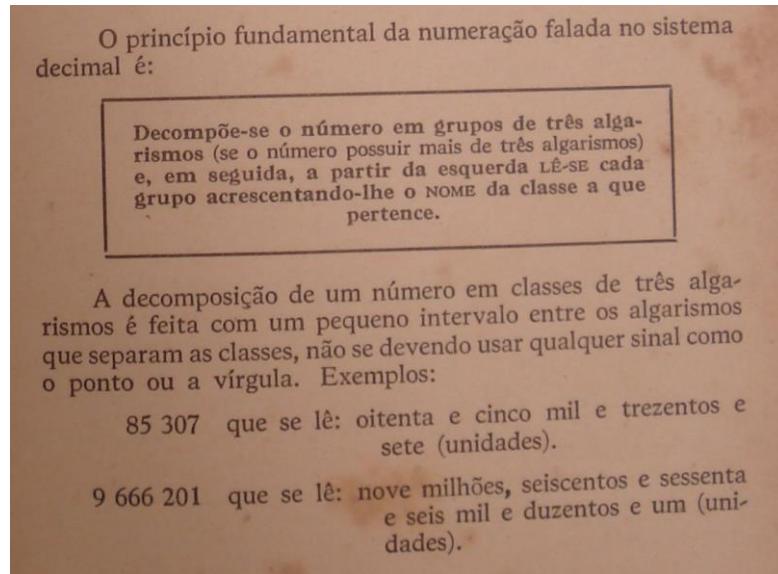 O princípio fundamental da numeração falada no sistema
decimal é:
Decompõe-se o número em grupos de três alga-
rismos (se o número possuir mais de três algarismos)
e, em seguida, a partir da esquerda LÊ-SE cada
grupo acrescentando-lhe o NOME da classe a que
pertence.
A decomposição de um número em classes de três alga-
rismos é feita com um pequeno intervalo entre os algarismos
que separam as classes, não se devendo usar qualquer sinal como
o ponto ou a vírgula. Exemplos:
85 307 que se lê: oitenta e cinco mil e trezentos e
sete (unidades).
9 666 201 que se lê: nove milhões, seiscentos e sessenta
e seis mil e duzentos e um (uni-
dades).